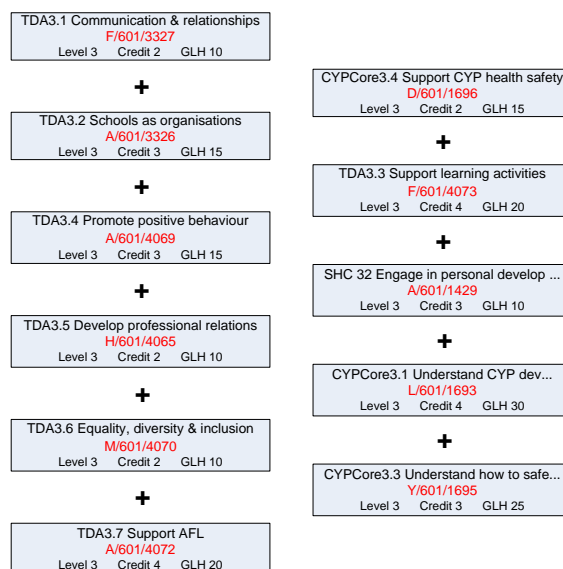 TDA3.1 Communication & relationships
F/601/3327
Level 3 Credit 2 GLH 10
+
TDA3.2 Schools as organisations
A/601/3326
Level 3 Credit 3 GLH 15
+
TDA3.4 Promote positive behaviour
A/601/4069
Level 3 Credit 3 GLH 15
+
TDA3.5 Develop professional relations
H/601/4065
Level 3 Credit 2 GLH 10
+
TDA3.6 Equality, diversity & inclusion
M/601/4070
Level 3 Credit 2 GLH 10
+
TDA3.7 Support AFL
A/601/4072
Level 3 Credit 4 GLH 20
CYPCore3.4 Support CYP health safety
D/601/1696
Level 3 Credit 2 GLH 15
+
TDA3.3 Support learning activities
F/601/4073
Level 3 Credit 4 GLH 20
+
SHC 32 Engage in personal develop ...
A/601/1429
Level 3 Credit 3 GLH 10
+
CYPCore3.1 Understand CYP dev...
L/601/1693
Level 3 Credit 4 GLH 30
+
CYPCore3.3 Understand how to safe...
Y/601/1695
Level 3 Credit 3 GLH 25